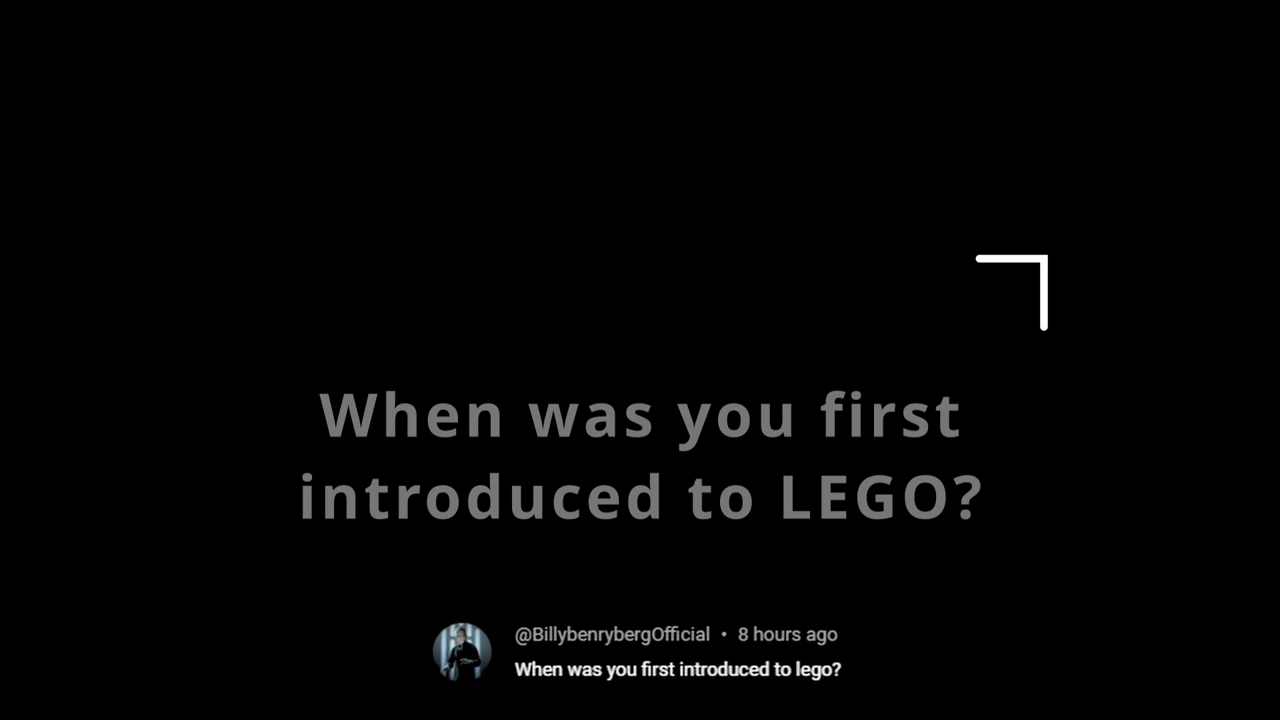 When was you first
introduced to LEGO?
@BillybenrybergOfficial • 8 hours ago
When was you first introduced to lego?